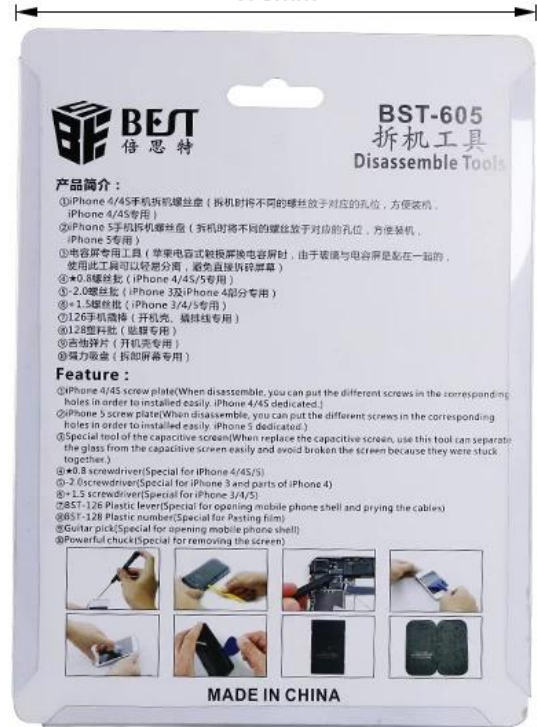 BEST
倍思特
BST-605
拆机工具
Disassemble Tools
产品简介：
①iPhone 4/4S手机拆机螺丝盘（拆机时将不同的螺丝放于对应的孔位，方便装机，
iPhone 4/4S专用）
②iPhone 5手机拆机螺丝盘（拆机时将不同的螺丝放于对应的孔位，方便装机，
iPhone 5专用）
③电容屏专用工具（苹果电容式触摸屏换电容屏时，由于玻璃与电容屏是黏在一起的，
使用此工具可以轻易分离，避免直接拆碎屏幕）
④★0.8螺丝批（iPhone 4/4S/5专用）
⑤-2.0螺丝批（iPhone 3及iPhone 4部分专用）
⑥+1.5螺丝批（iPhone 3/4/5专用）
⑦126手机撬棒（开机壳、撬排线专用）
⑧128塑料批（贴膜专用）
⑨吉他弹片（开机壳专用）
⑩强力吸盘（拆卸屏幕专用）
Feature：
①iPhone 4/4S screw plate(When disassemble, you can put the different screws in the corresponding
holes in order to installed easily. iPhone 4/4S dedicated.)
②iPhone 5 screw plate(When disassemble, you can put the different screws in the corresponding
holes in order to installed easily. iPhone 5 dedicated.)
③Special tool of the capacitive screen(When replace the capacitive screen, use this tool can separate
the glass from the capacitive screen easily and avoid broken the screen because they were stuck
together.)
④★0.8 screwdriver(Special for iPhone 4/4S/5)
⑤-2.0screwdriver(Special for iPhone 3 and parts of iPhone 4)
⑥+1.5 screwdriver(Special for iPhone 3/4/5)
⑦BST-126 Plastic lever(Special for opening mobile phone shell and prying the cables)
⑧BST-128 Plastic number(Special for Pasting film)
⑨Guitar pick(Special for opening mobile phone shell)
⑩Powerful chuck(Special for removing the screen)
MADE IN CHINA